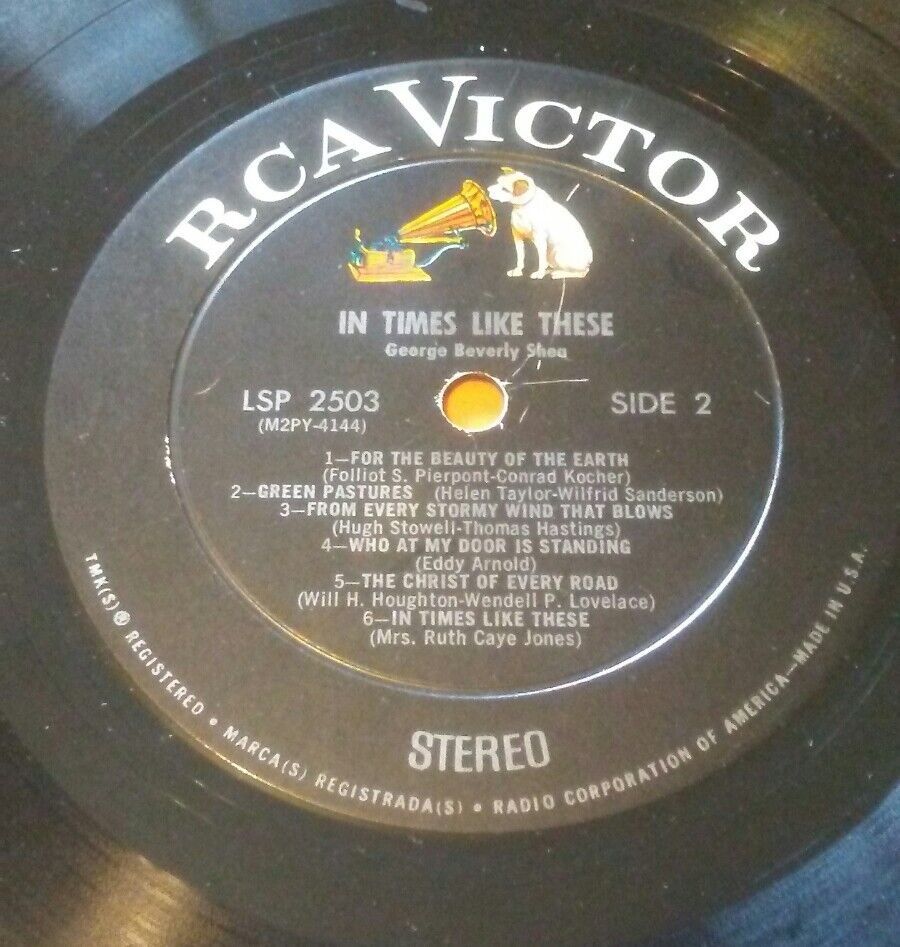 RCA VICTOR
IN TIMES LIKE THESE
George Beverly Shea
LSP 2503
(M2PY-4144)
SIDE 2
1—FOR THE BEAUTY OF THE EARTH
(Folliot S. Pierpont-Conrad Kocher)
2—GREEN PASTURES (Helen Taylor-Wilfrid Sanderson)
3—FROM EVERY STORMY WIND THAT BLOWS
(Hugh Stowell-Thomas Hastings)
4—WHO AT MY DOOR IS STANDING
(Eddy Arnold)
5—THE CHRIST OF EVERY ROAD
(Will H. Houghton-Wendell P. Lovelace)
6—IN TIMES LIKE THESE
(Mrs. Ruth Caye Jones)
STEREO
TMK(S) ® REGISTERED • MARCA(S) REGISTRADA(S) • RADIO CORPORATION OF AMERICA—MADE IN U.S.A.